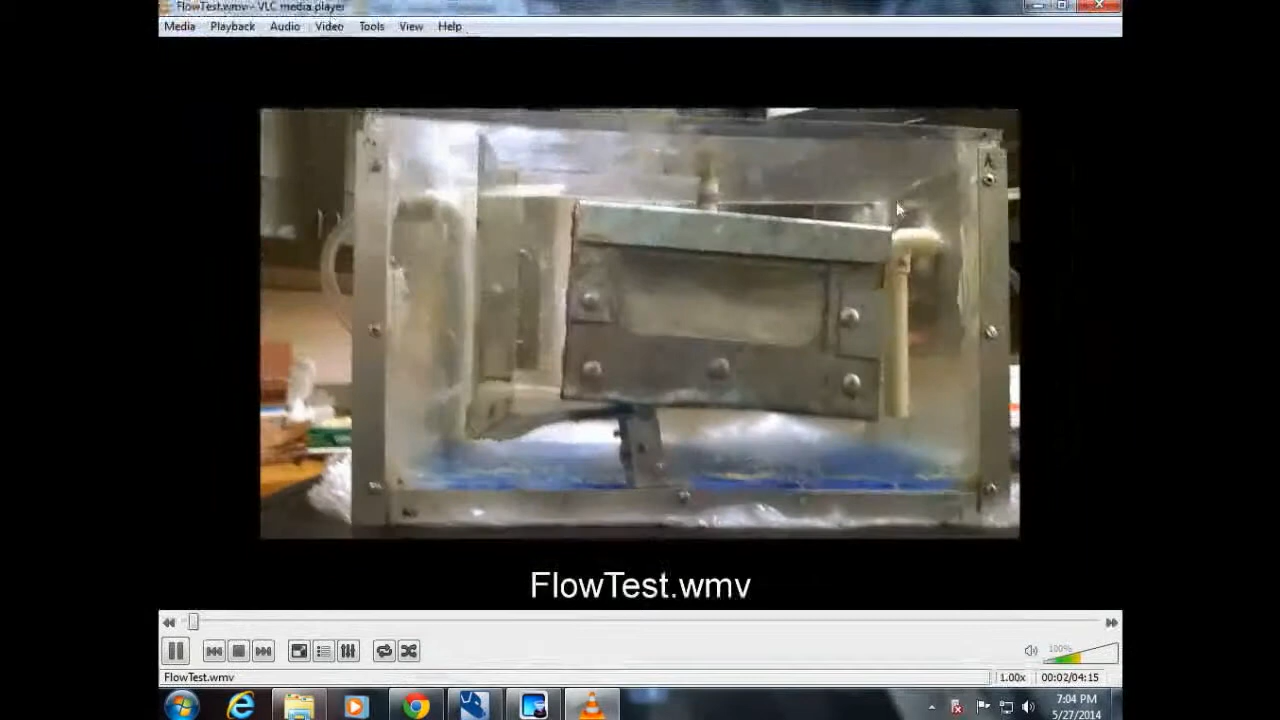 FlowTest.wmv - VLC media player
Media Playback Audio Video Tools View Help
A
FlowTest.wmv
100%
FlowTest.wmv 1.00x 00:02/04:15
7:04 PM
5/27/2014